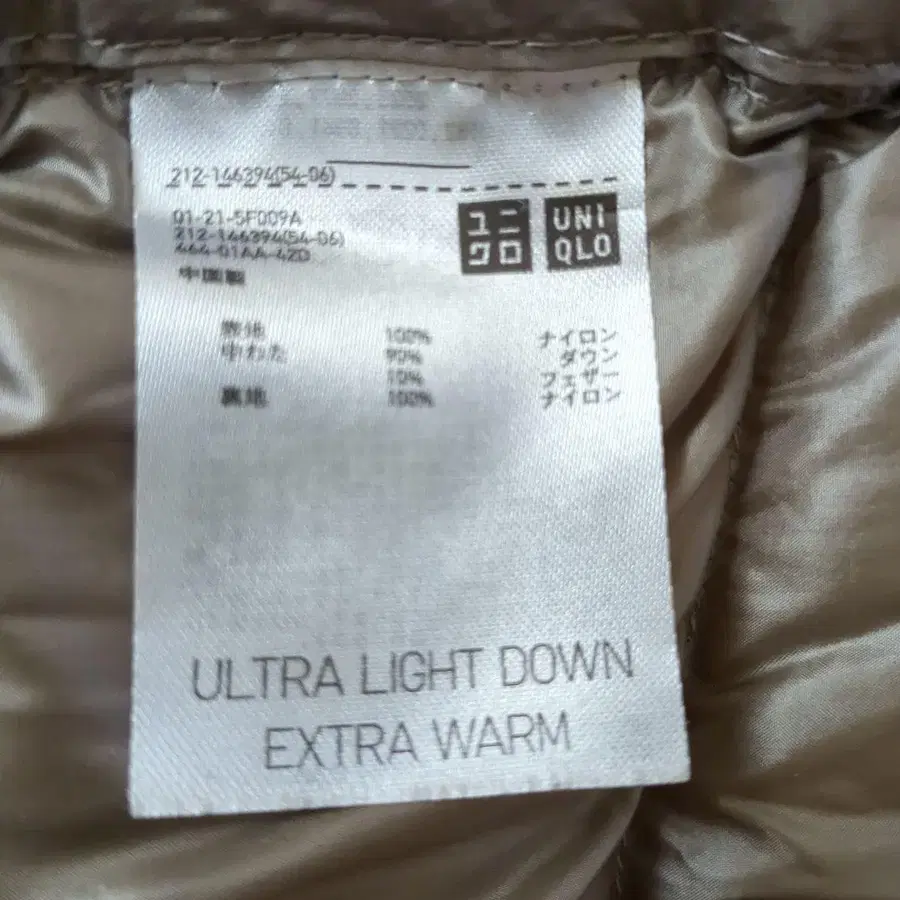 212-146394(54-06)
01-21-5F009A
212-146394(54-06)
464-01AA-42D
中国製
ユニ
クロ
UNI
QLO
表地 100% ナイロン
中わた 90% ダウン
10% フェザー
裏地 100% ナイロン
ULTRA LIGHT DOWN
EXTRA WARM